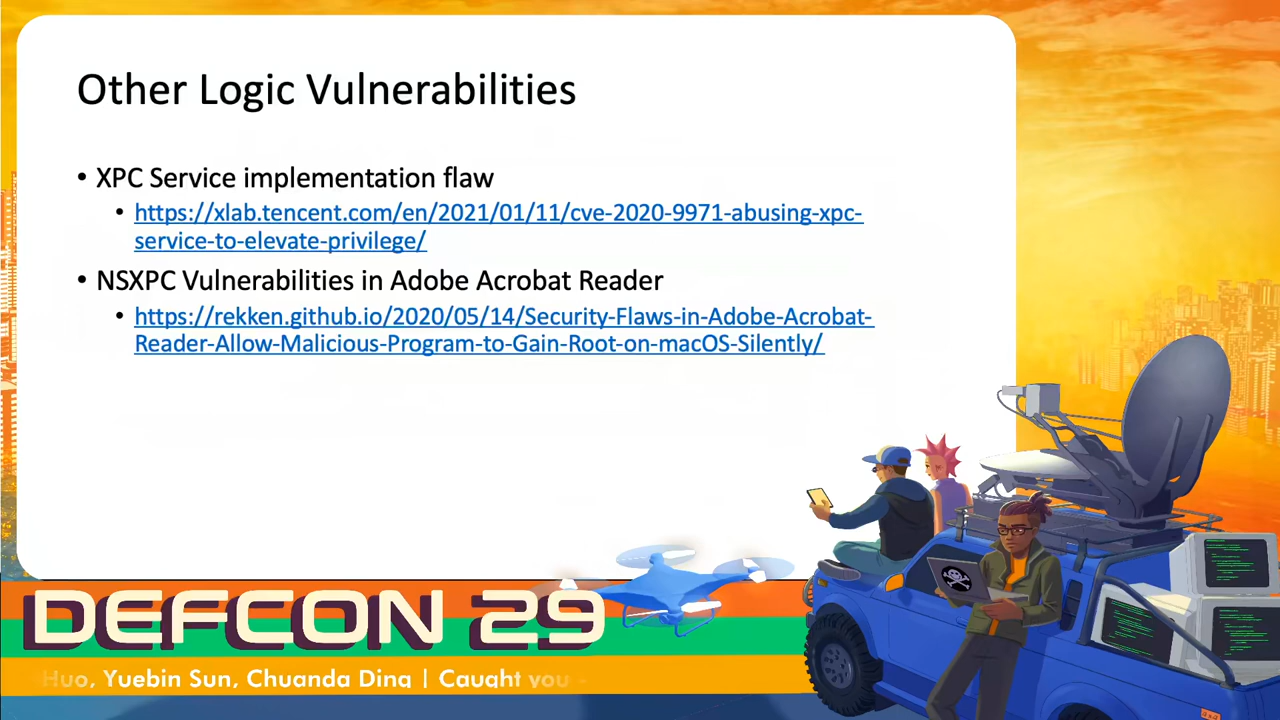 Other Logic Vulnerabilities
• XPC Service implementation flaw
• https://xlab.tencent.com/en/2021/01/11/cve-2020-9971-abusing-xpc-
service-to-elevate-privilege/
• NSXPC Vulnerabilities in Adobe Acrobat Reader
• https://rekken.github.io/2020/05/14/Security-Flaws-in-Adobe-Acrobat-
Reader-Allow-Malicious-Program-to-Gain-Root-on-macOS-Silently/
DEFCON 29
Huo, Yuebin Sun, Chuanda Ding | Caught you -